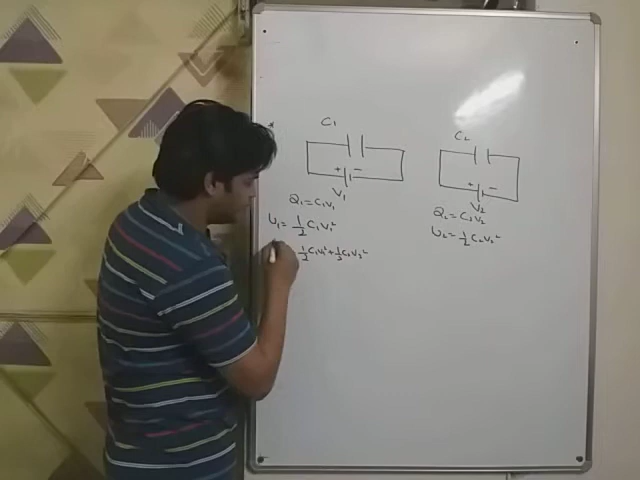 *
C₁
+ −
V₁
Q₁ = C₁V₁
U₁ = 1/2 C₁V₁²
1/2 C₁V₁² + 1/2 C₂V₂²
C₂
+ −
V₂
Q₂ = C₂V₂
U₂ = 1/2 C₂V₂²